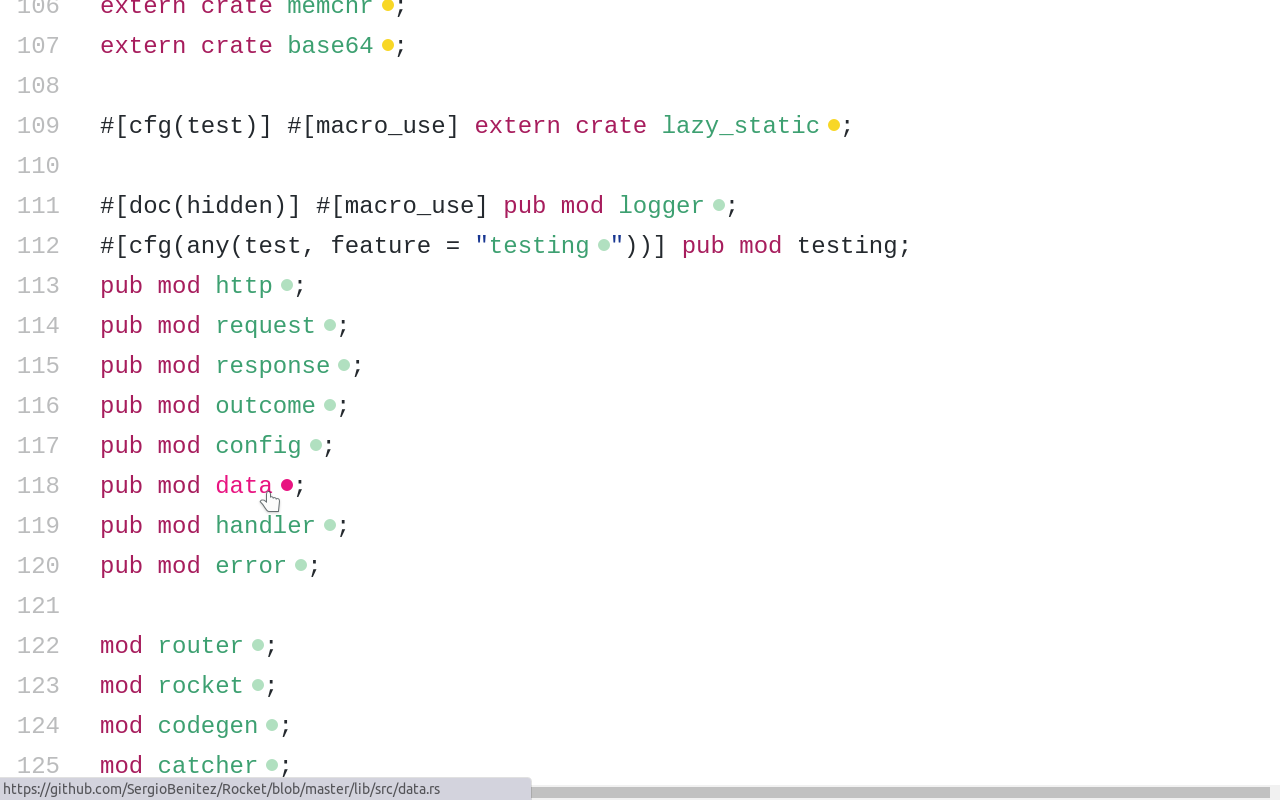 106 extern crate memchr ;
107 extern crate base64 ;
108
109 #[cfg(test)] #[macro_use] extern crate lazy_static ;
110
111 #[doc(hidden)] #[macro_use] pub mod logger ;
112 #[cfg(any(test, feature = "testing "))] pub mod testing;
113 pub mod http ;
114 pub mod request ;
115 pub mod response ;
116 pub mod outcome ;
117 pub mod config ;
118 pub mod data ;
119 pub mod handler ;
120 pub mod error ;
121
122 mod router ;
123 mod rocket ;
124 mod codegen ;
125 mod catcher ;
https://github.com/SergioBenitez/Rocket/blob/master/lib/src/data.rs